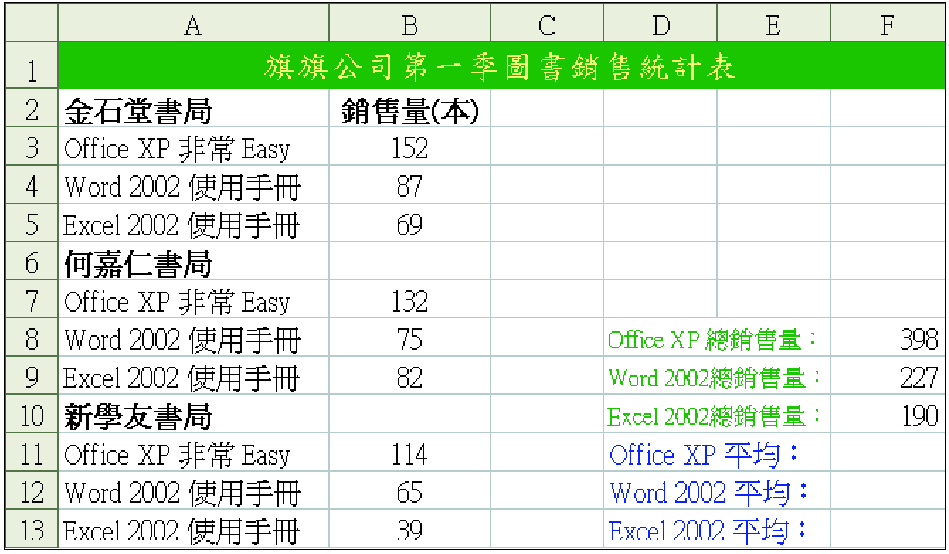 A B C D E F
1 旗旗公司第一季圖書銷售統計表
2 金石堂書局 銷售量(本)
3 Office XP 非常 Easy 152
4 Word 2002 使用手冊 87
5 Excel 2002 使用手冊 69
6 何嘉仁書局
7 Office XP 非常 Easy 132
8 Word 2002 使用手冊 75 Office XP 總銷售量： 398
9 Excel 2002 使用手冊 82 Word 2002總銷售量： 227
10 新學友書局 Excel 2002總銷售量： 190
11 Office XP 非常 Easy 114 Office XP 平均：
12 Word 2002 使用手冊 65 Word 2002 平均：
13 Excel 2002 使用手冊 39 Excel 2002 平均：